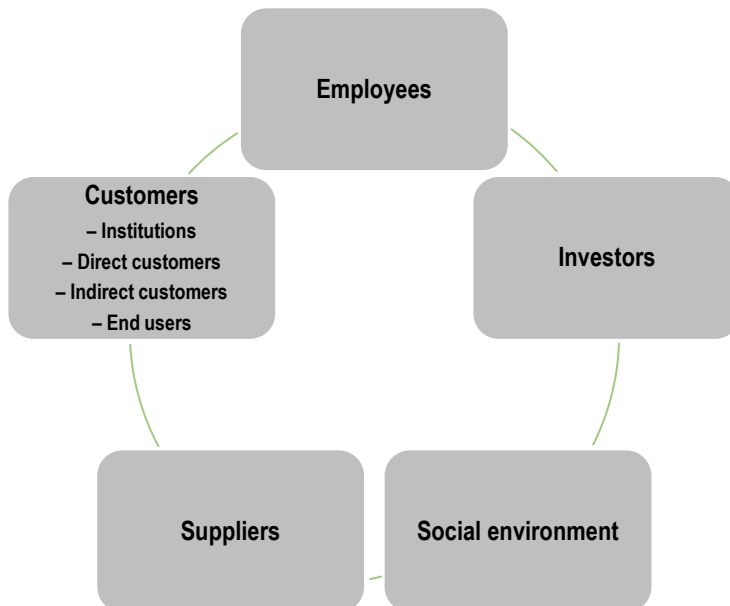 Employees
Customers
– Institutions
– Direct customers
– Indirect customers
– End users
Investors
Suppliers
Social environment